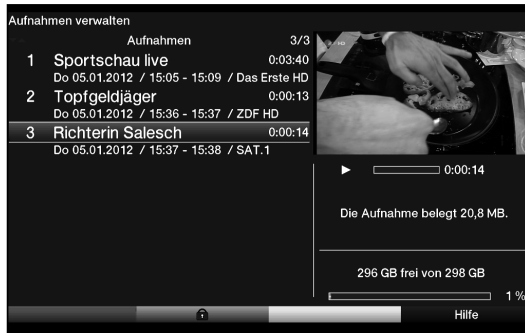 Aufnahmen verwalten
Aufnahmen 3/3
1 Sportschau live 0:03:40
Do 05.01.2012 / 15:05 - 15:09 / Das Erste HD
2 Topfgeldjäger 0:00:13
Do 05.01.2012 / 15:36 - 15:37 / ZDF HD
3 Richterin Salesch 0:00:14
Do 05.01.2012 / 15:37 - 15:38 / SAT.1
0:00:14
Die Aufnahme belegt 20,8 MB.
296 GB frei von 298 GB
1 %
Hilfe